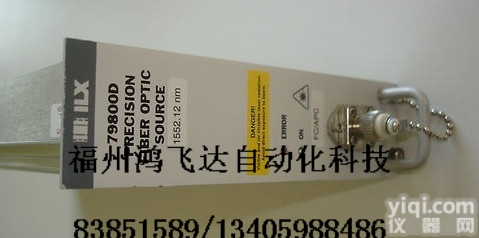 ILX
79800D
PRECISION
FIBER OPTIC
SOURCE
1552.12 nm
DANGER!
ERROR
ON
FC/APC
福州鸿飞达自动化科技
83851589/13405988486
yiqi.com
仪器网